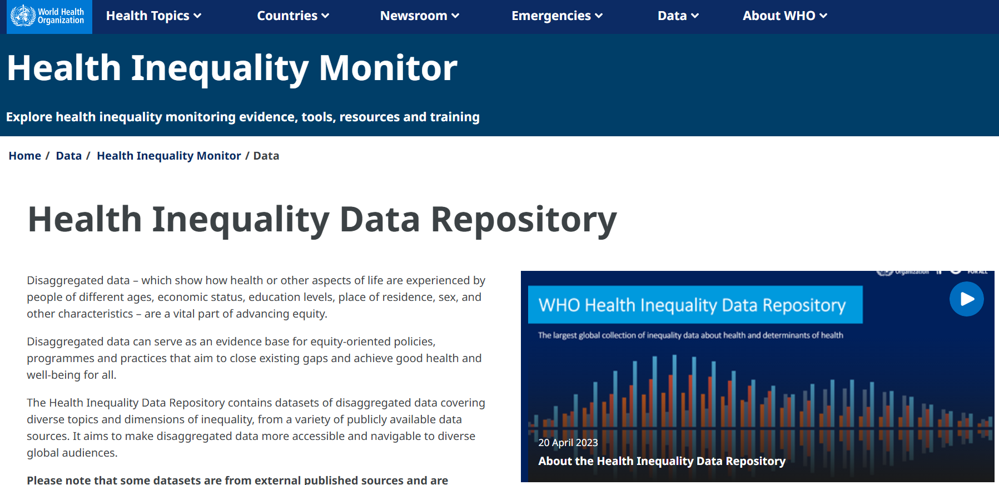 World Health
Organization
Health Topics
Countries
Newsroom
Emergencies
Data
About WHO
Health Inequality Monitor
Explore health inequality monitoring evidence, tools, resources and training
Home / Data / Health Inequality Monitor / Data
Health Inequality Data Repository
Disaggregated data – which show how health or other aspects of life are experienced by
people of different ages, economic status, education levels, place of residence, sex, and
other characteristics – are a vital part of advancing equity.
Disaggregated data can serve as an evidence base for equity-oriented policies,
programmes and practices that aim to close existing gaps and achieve good health and
well-being for all.
The Health Inequality Data Repository contains datasets of disaggregated data covering
diverse topics and dimensions of inequality, from a variety of publicly available data
sources. It aims to make disaggregated data more accessible and navigable to diverse
global audiences.
Please note that some datasets are from external published sources and are
Organization
FOR ALL
WHO Health Inequality Data Repository
The largest global collection of inequality data about health and determinants of health
20 April 2023
About the Health Inequality Data Repository